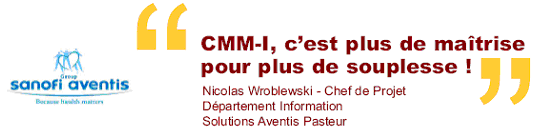 Group
sanofi aventis
Because health matters
“
CMM-I, c’est plus de maîtrise
pour plus de souplesse !
”
Nicolas Wroblewski - Chef de Projet
Département Information
Solutions Aventis Pasteur